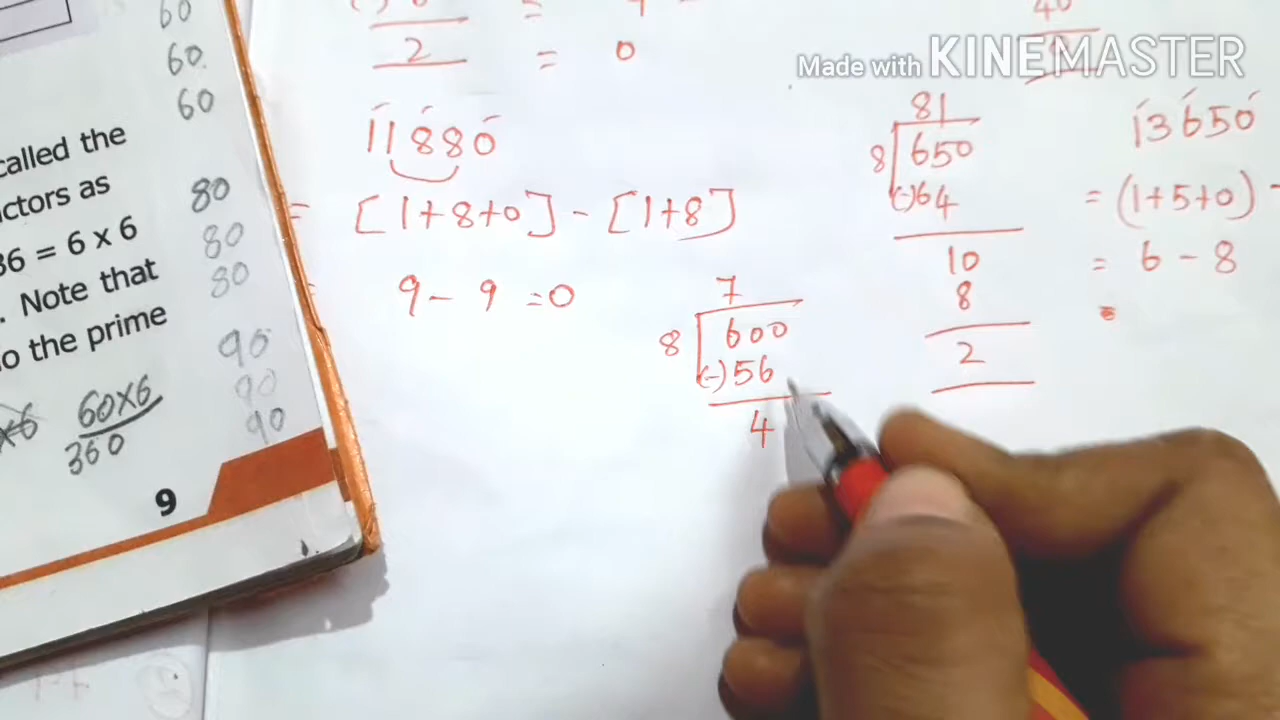 60
60
60
called the
ctors as
36 = 6 x 6
. Note that
o the prime
80
80
80
90
90
90
x6
60x6
360
9
2 = 0
11880
= [1+8+0] - [1+8]
9 - 9 = 0
7
8 600
(-) 56
4
Made with KINEMASTER
40
81
8 650
(-) 64
10
8
2
13650
= (1+5+0) -
= 6 - 8